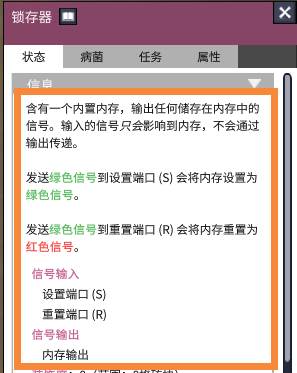 锁存器
状态 病菌 任务 属性
信息
含有一个内置内存，输出任何储存在内存中的
信号。输入的信号只会影响到内存，不会通过
输出传递。
发送绿色信号到设置端口 (S) 会将内存设置为
绿色信号。
发送绿色信号到重置端口 (R) 会将内存重置为
红色信号。
信号输入
设置端口 (S)
重置端口 (R)
信号输出
内存输出